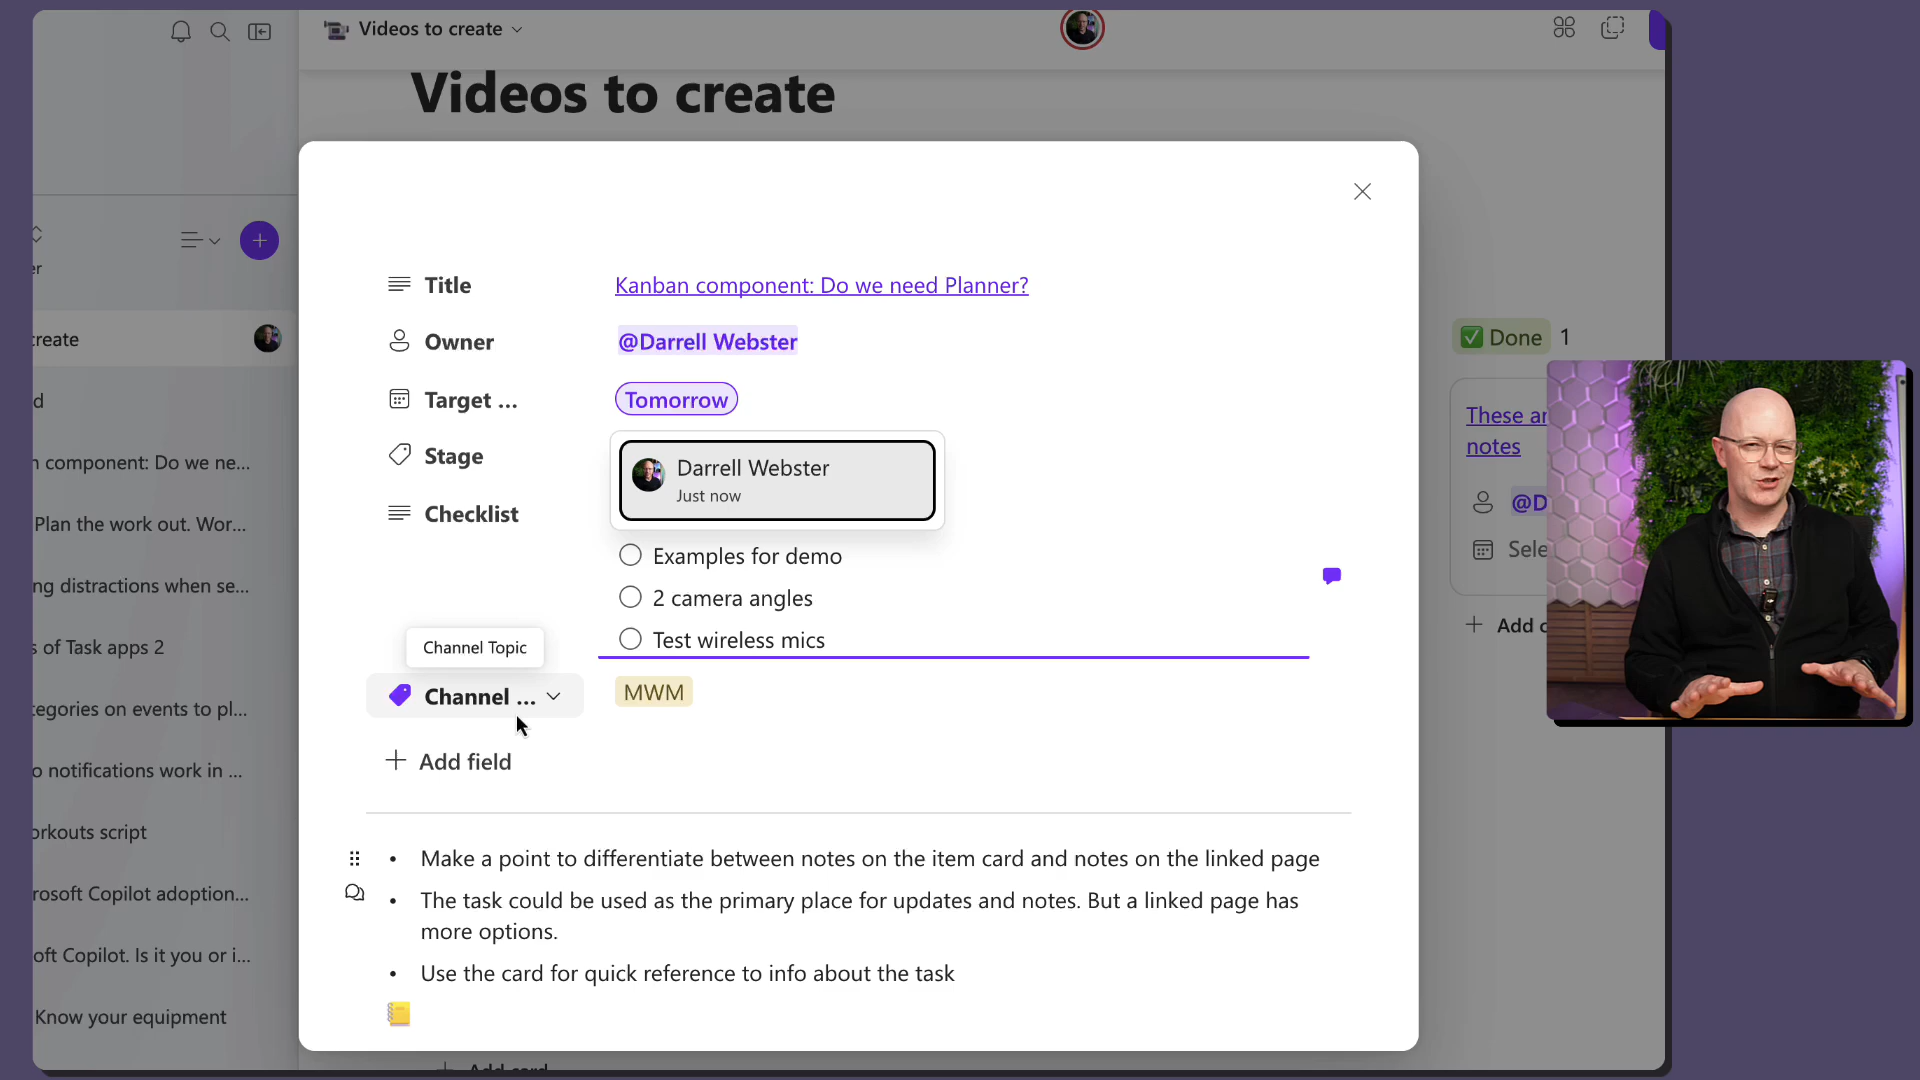 Videos to create
Videos to create
Title
Kanban component: Do we need Planner?
Owner
@Darrell Webster
Target ...
Tomorrow
Stage
Darrell Webster
Just now
Checklist
Examples for demo
2 camera angles
Test wireless mics
Channel Topic
Channel ...
MWM
Add field
• Make a point to differentiate between notes on the item card and notes on the linked page
• The task could be used as the primary place for updates and notes. But a linked page has
more options.
• Use the card for quick reference to info about the task
er
create
d
n component: Do we ne...
Plan the work out. Wor...
ng distractions when se...
s of Task apps 2
tegories on events to pl...
o notifications work in ...
orkouts script
rosoft Copilot adoption...
oft Copilot. Is it you or i...
Know your equipment
Done 1
These ar
notes
@D
Sele
Add c
Add card